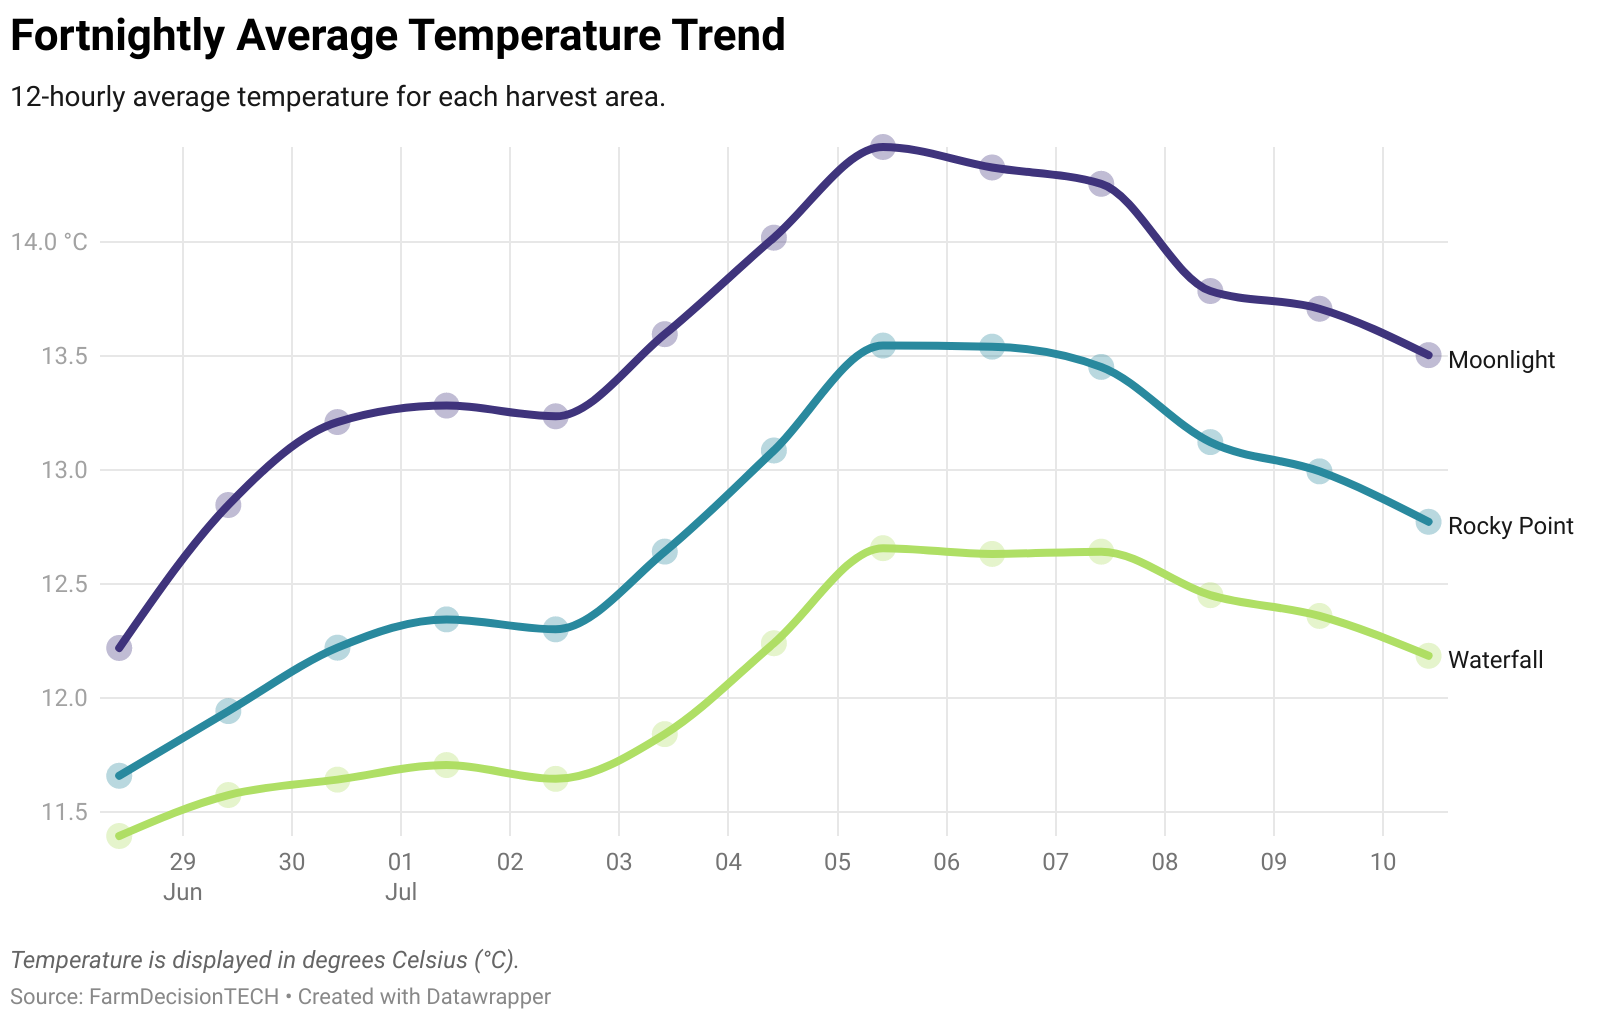 Fortnightly Average Temperature Trend
12-hourly average temperature for each harvest area.
14.0 °C
13.5
13.0
12.5
12.0
11.5
Moonlight
Rocky Point
Waterfall
29 30 01 02 03 04 05 06 07 08 09 10
Jun Jul
Temperature is displayed in degrees Celsius (°C).
Source: FarmDecisionTECH • Created with Datawrapper